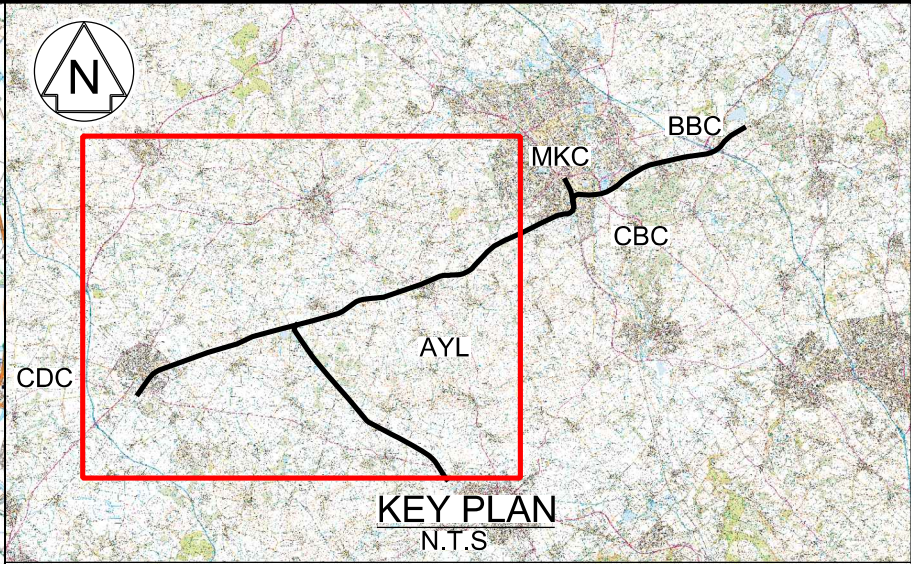 N
BBC
MKC
CBC
AYL
CDC
KEY PLAN
N.T.S